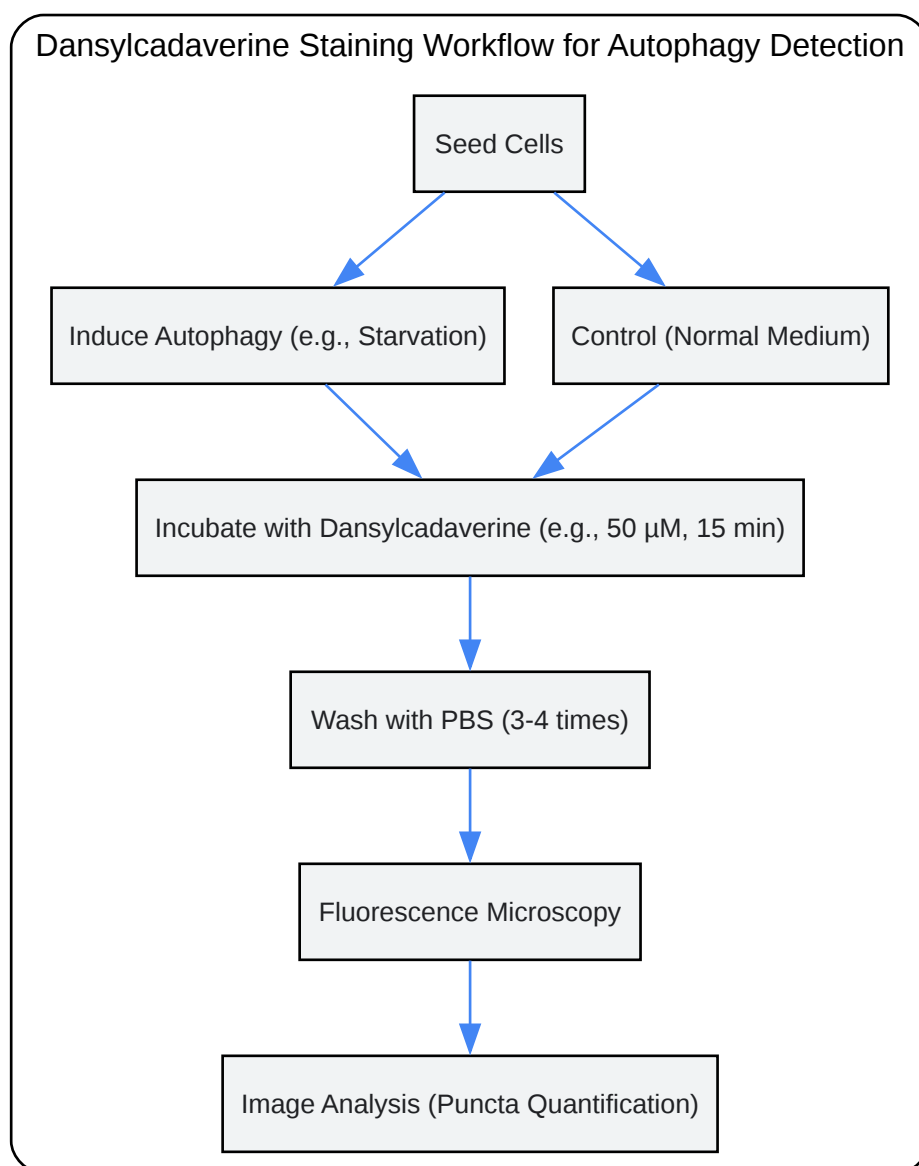 Dansylcadaverine Staining Workflow for Autophagy Detection
Seed Cells
Induce Autophagy (e.g., Starvation)
Control (Normal Medium)
Incubate with Dansylcadaverine (e.g., 50 µM, 15 min)
Wash with PBS (3-4 times)
Fluorescence Microscopy
Image Analysis (Puncta Quantification)